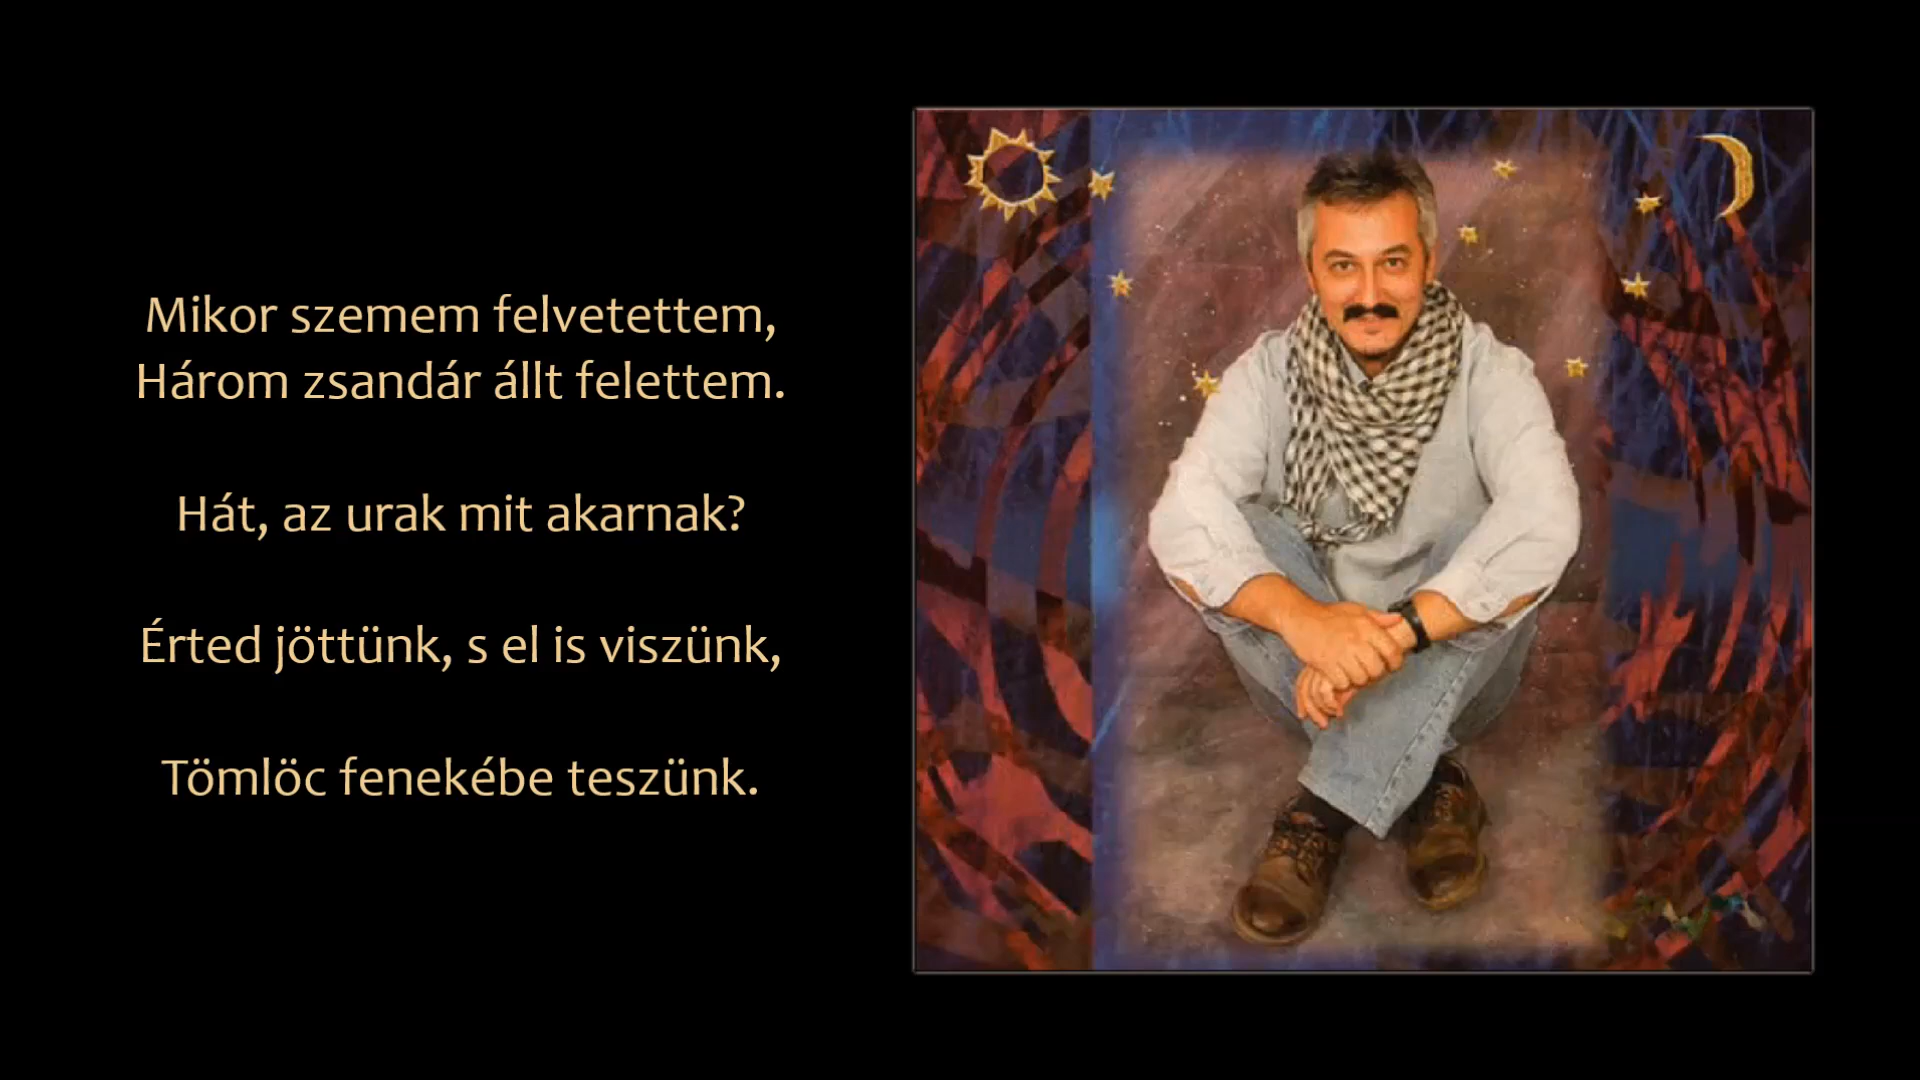 Mikor szemem felvetettem,
Három zsandár állt felettem.
Hát, az urak mit akarnak?
Érted jöttünk, s el is viszünk,
Tömlöc fenekébe teszünk.